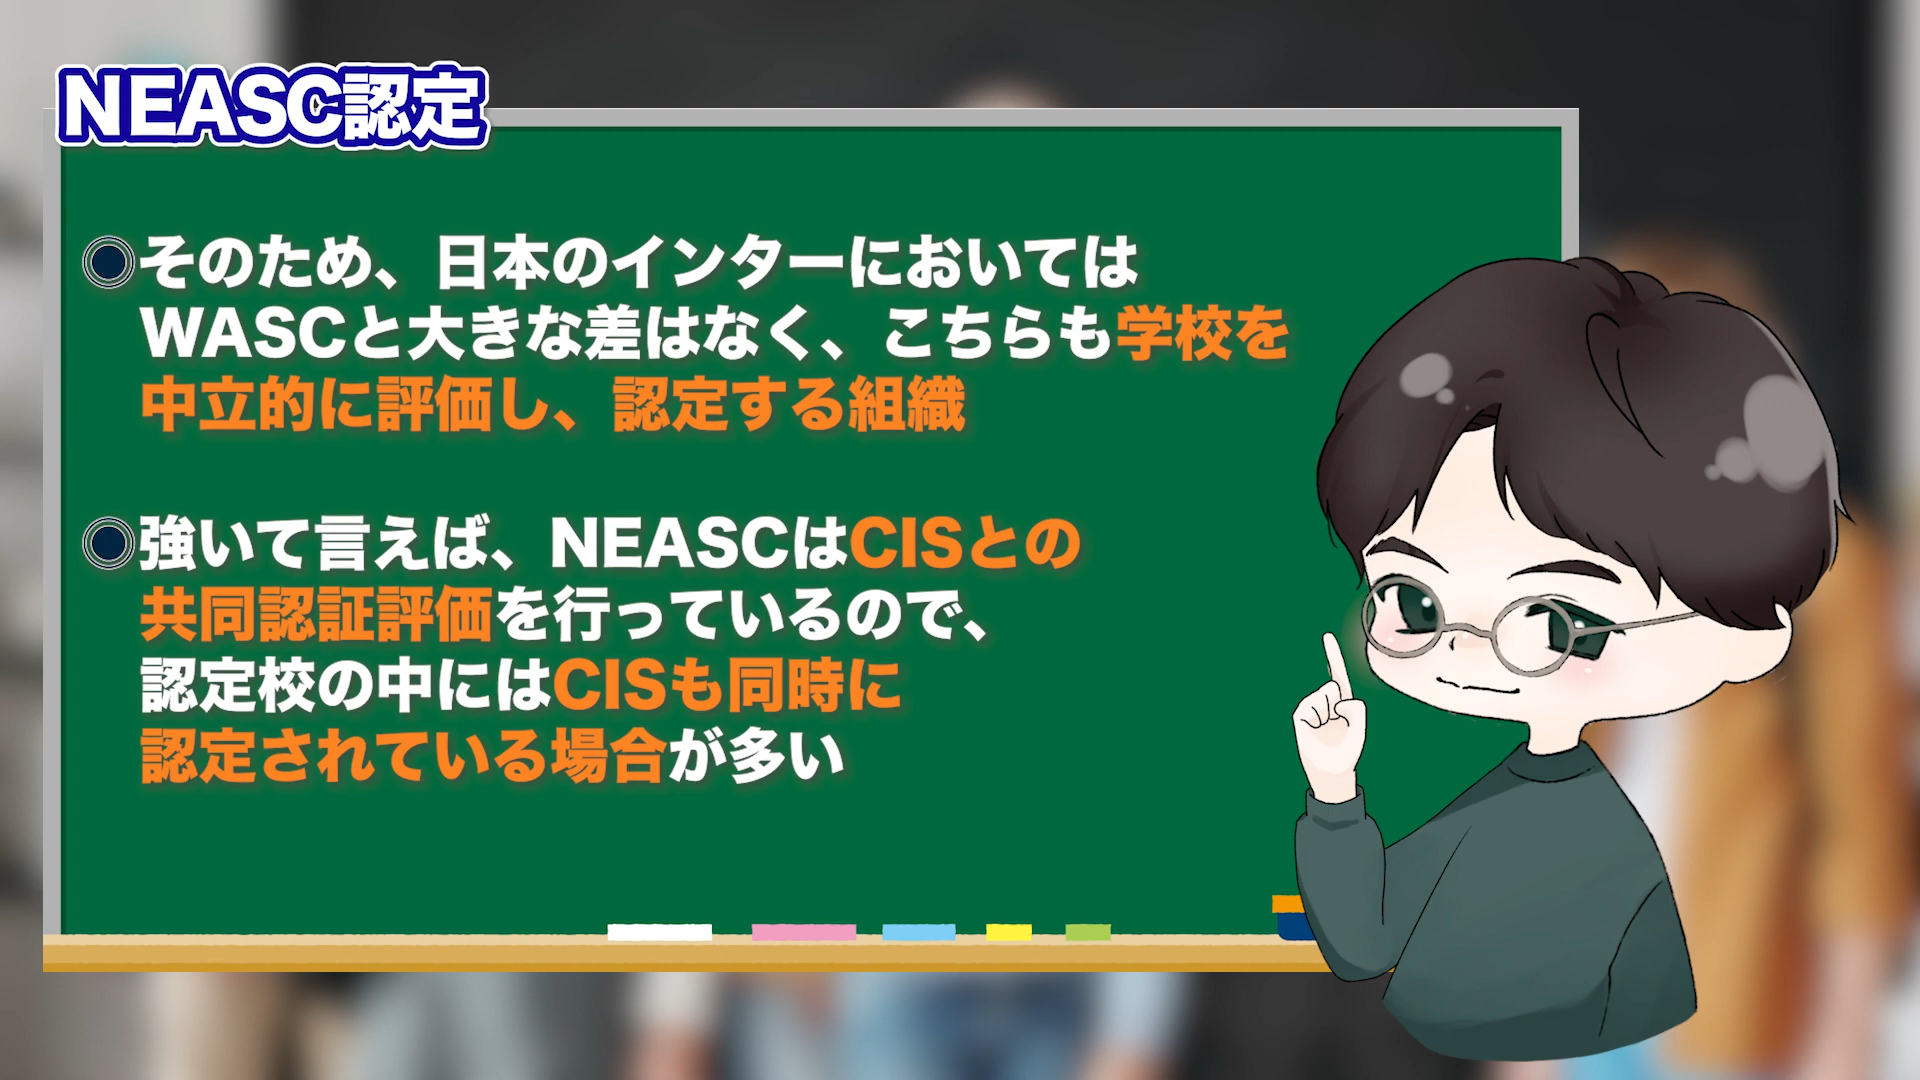 NEASC認定
そのため、日本のインターにおいては
WASCと大きな差はなく、こちらも学校を
中立的に評価し、認定する組織
強いて言えば、NEASCはCISとの
共同認証評価を行っているので、
認定校の中にはCISも同時に
認定されている場合が多い